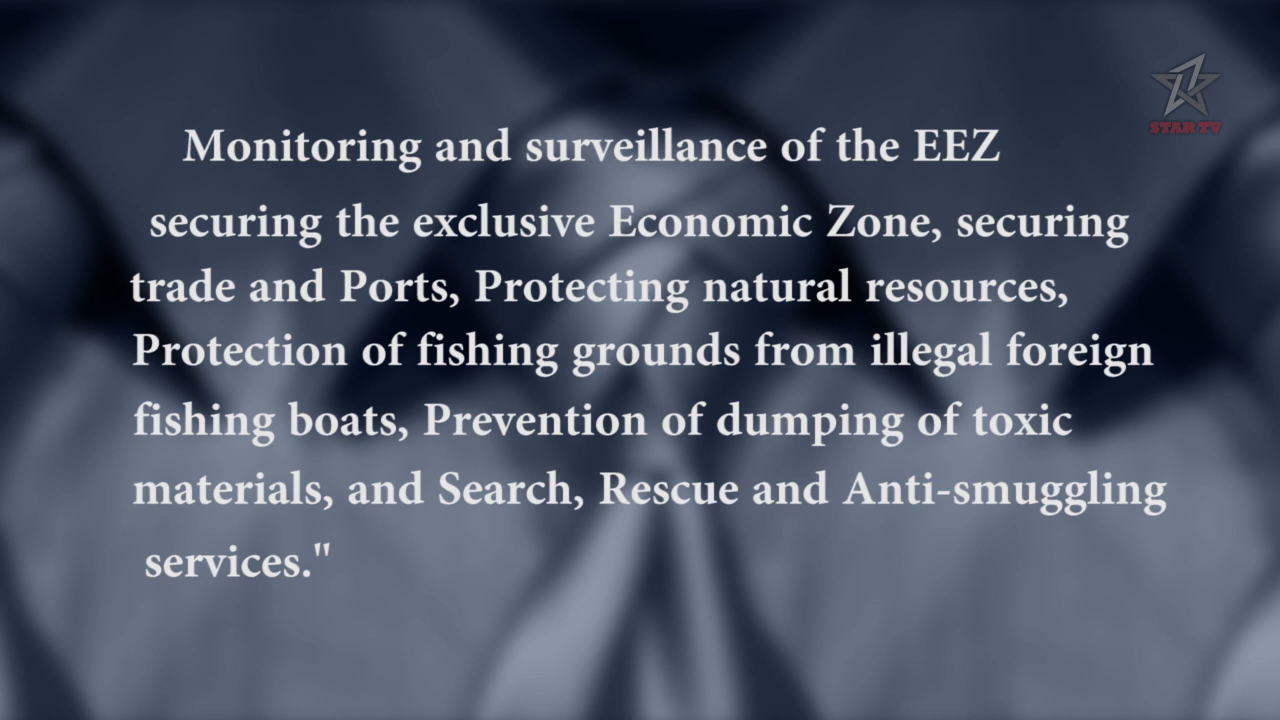 STAR TV
Monitoring and surveillance of the EEZ
securing the exclusive Economic Zone, securing
trade and Ports, Protecting natural resources,
Protection of fishing grounds from illegal foreign
fishing boats, Prevention of dumping of toxic
materials, and Search, Rescue and Anti-smuggling
services."